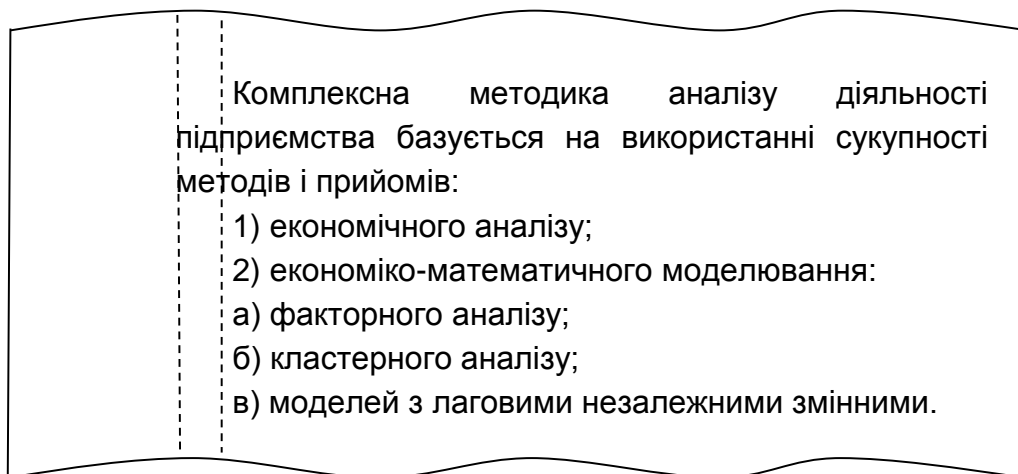 Комплексна методика аналізу діяльності
підприємства базується на використанні сукупності
методів і прийомів:
1) економічного аналізу;
2) економіко-математичного моделювання:
а) факторного аналізу;
б) кластерного аналізу;
в) моделей з лаговими незалежними змінними.